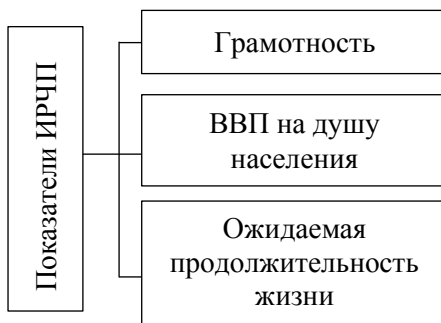 Показатели ИРЧП
Грамотность
ВВП на душу
населения
Ожидаемая
продолжительность
жизни